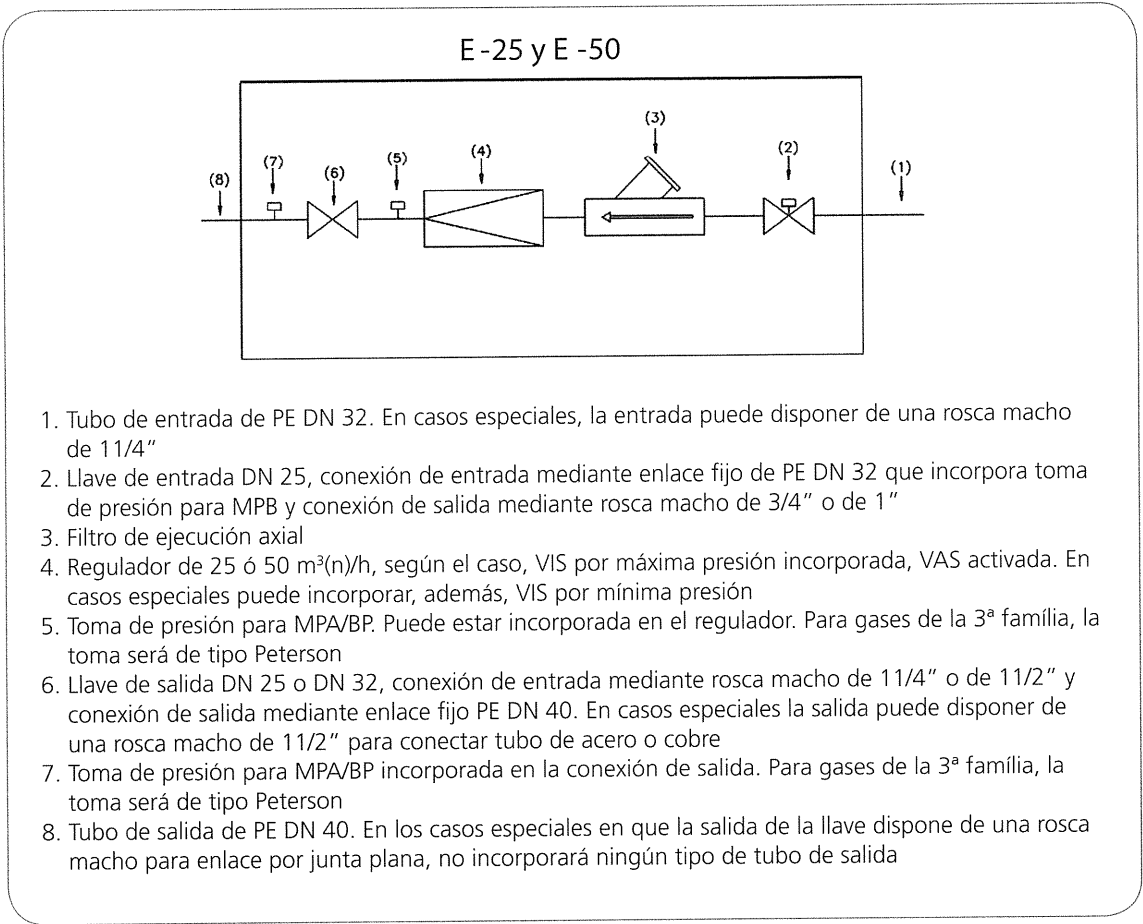 E-25 y E-50
(3)
(4)
(2)
(5)
(7)
(1)
(6)
(8)
1. Tubo de entrada de PE DN 32. En casos especiales, la entrada puede disponer de una rosca macho
de 11/4"
2. Llave de entrada DN 25, conexión de entrada mediante enlace fijo de PE DN 32 que incorpora toma
de presión para MPB y conexión de salida mediante rosca macho de 3/4" o de 1"
3. Filtro de ejecución axial
4. Regulador de 25 ó 50 m³(n)/h, según el caso, VIS por máxima presión incorporada, VAS activada. En
casos especiales puede incorporar, además, VIS por mínima presión
5. Toma de presión para MPA/BP. Puede estar incorporada en el regulador. Para gases de la 3ª família, la
toma será de tipo Peterson
6. Llave de salida DN 25 o DN 32, conexión de entrada mediante rosca macho de 11/4" o de 11/2" y
conexión de salida mediante enlace fijo PE DN 40. En casos especiales la salida puede disponer de
una rosca macho de 11/2" para conectar tubo de acero o cobre
7. Toma de presión para MPA/BP incorporada en la conexión de salida. Para gases de la 3ª família, la
toma será de tipo Peterson
8. Tubo de salida de PE DN 40. En los casos especiales en que la salida de la llave dispone de una rosca
macho para enlace por junta plana, no incorporará ningún tipo de tubo de salida